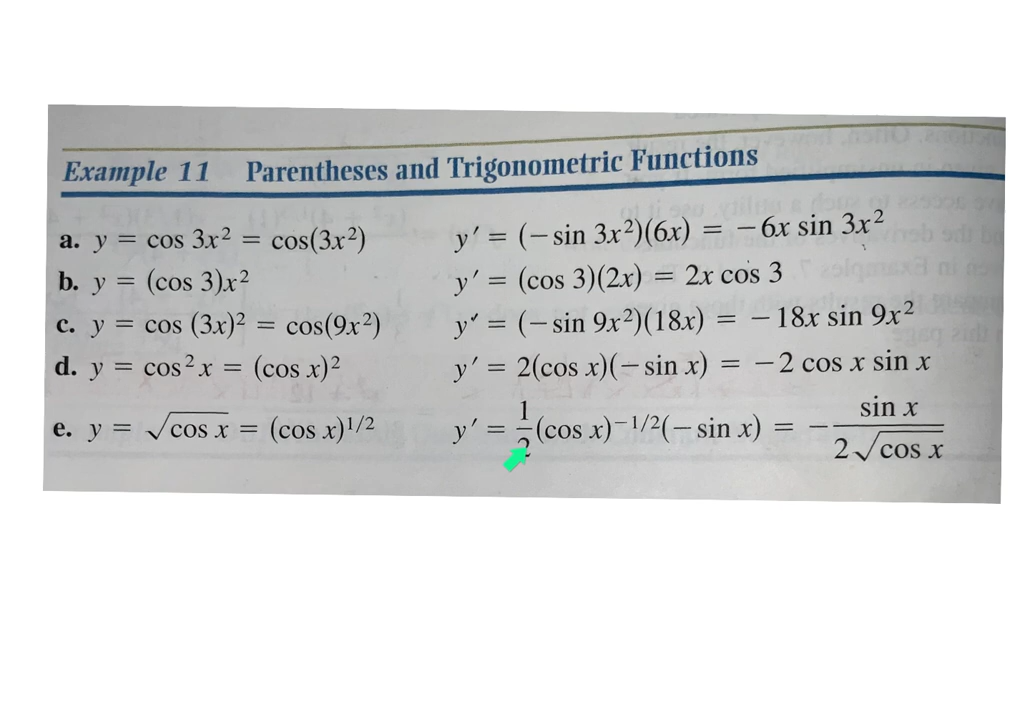 Example 11 Parentheses and Trigonometric Functions
a. y = cos 3x² = cos(3x²) y′ = (−sin 3x²)(6x) = −6x sin 3x²
b. y = (cos 3)x² y′ = (cos 3)(2x) = 2x cos 3
c. y = cos (3x)² = cos(9x²) y′ = (−sin 9x²)(18x) = −18x sin 9x²
d. y = cos² x = (cos x)² y′ = 2(cos x)(−sin x) = −2 cos x sin x
e. y = √(cos x) = (cos x)^1/2 y′ = 1/2 (cos x)^−1/2(−sin x) = − sin x / 2√(cos x)